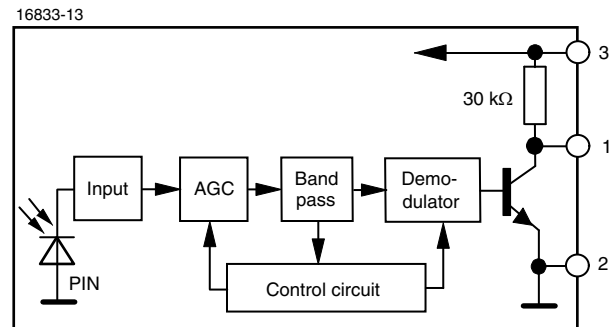 16833-13
3
30 kΩ
1
Input
AGC
Band
pass
Demo-
dulator
2
PIN
Control circuit